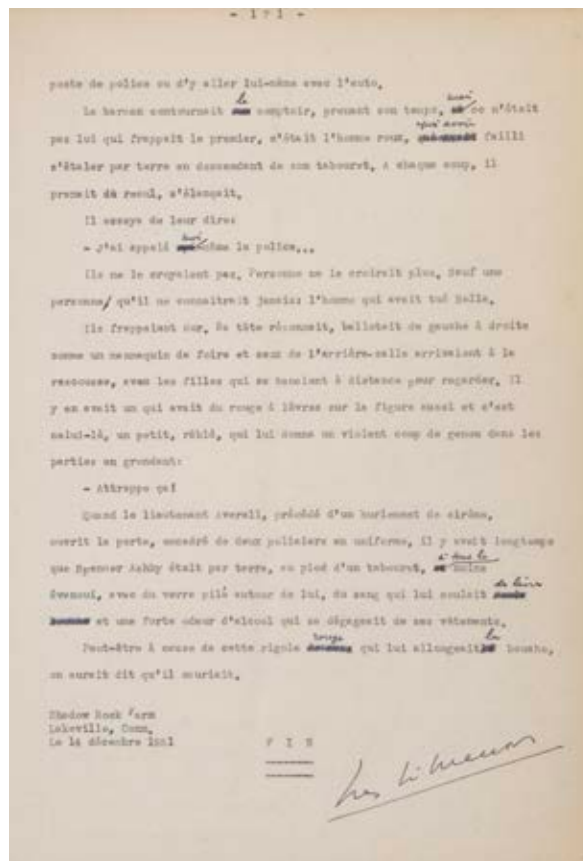 - 171 -
poste de police ou d'y aller lui-même avec l'auto.
Le barman contournait le comptoir, prenant son temps, ce n'était
pas lui qui frappait le premier, c'était l'homme roux, qui avait failli
s'étaler par terre en descendant de son tabouret. A chaque coup, il
prenait du recul, s'élançait.
Il essaya de leur dire:
- J'ai appelé moi-même la police...
Ils ne le croyaient pas. Personne ne le croirait plus. Sauf une
personne/ qu'il ne connaîtrait jamais: l'homme qui avait tué Belle.
Ils frappaient dur. Sa tête résonnait, ballotait de gauche à droite
comme un mannequin de foire et ceux de l'arrière-salle arrivaient à la
rescousse, avec les filles qui se tenaient à distance pour regarder. Il
y en avait un qui avait du rouge à lèvres sur la figure aussi et c'est
celui-là, un petit, râblé, qui lui donna un violent coup de genou dans les
parties en grondant:
- Attrappe ça!
Quand le lieutenant Averell, précédé d'un hurlement de sirène,
ouvrit la porte, encadré de deux policiers en uniforme, il y avait longtemps
que Spencer Ashby était par terre, au pied d'un tabouret,
évanoui, avec du verre pilé autour de lui, du sang qui lui coulait
et une forte odeur d'alcool qui se dégageait de ses vêtements.
Peut-être à cause de cette rigole rouge qui lui allongeait la bouche,
on aurait dit qu'il souriait.
Shadow Rock Farm
Lakeville, Conn.
Le 14 décembre 1951
F I N